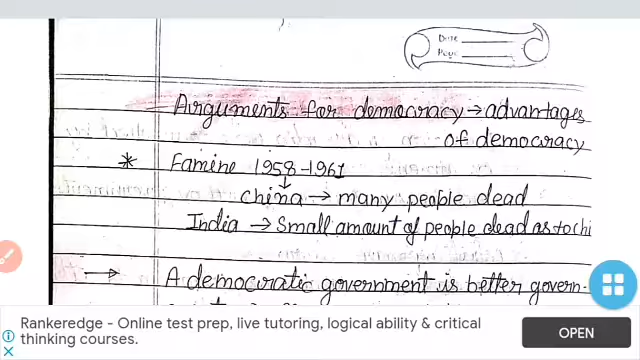 Date
Page
Arguments for democracy → advantages
of democracy
* Famine 1958-1961
China → many people dead
India → Small amount of people dead as to chi
→ A democratic government is better govern-
Rankeredge - Online test prep, live tutoring, logical ability & critical
thinking courses.
OPEN